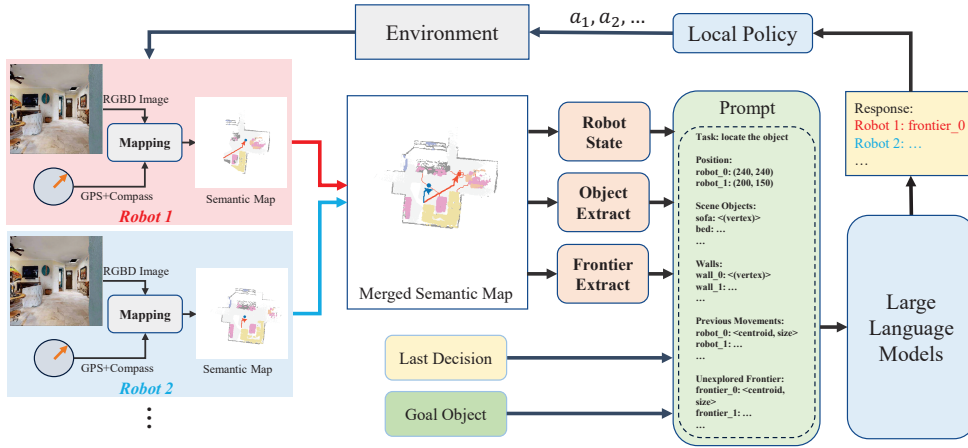 Environment
a₁, a₂, ...
Local Policy
RGBD Image
Mapping
GPS+Compass
Robot 1
Semantic Map
RGBD Image
Mapping
GPS+Compass
Robot 2
Semantic Map
⋮
Merged Semantic Map
Robot
State
Object
Extract
Frontier
Extract
Last Decision
Goal Object
Prompt
Task: locate the object
Position:
robot_0: (240, 240)
robot_1: (200, 150)
Scene Objects:
sofa: <(vertex)>
bed: ...
...
Walls:
wall_0: <(vertex)>
wall_1: ...
...
Previous Movements:
robot_0: <centroid, size>
robot_1: ...
...
Unexplored Frontier:
frontier_0: <centroid,
size>
frontier_1: ...
...
Response:
Robot 1: frontier_0
Robot 2: ...
...
Large
Language
Models